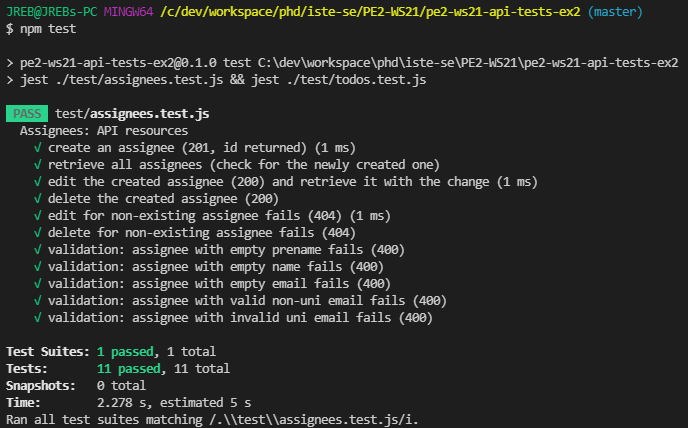 JREB@JREBs-PC MINGW64 /c/dev/workspace/phd/iste-se/PE2-WS21/pe2-ws21-api-tests-ex2 (master)
$ npm test
> pe2-ws21-api-tests-ex2@0.1.0 test C:\dev\workspace\phd\iste-se\PE2-WS21\pe2-ws21-api-tests-ex2
> jest ./test/assignees.test.js && jest ./test/todos.test.js
PASS test/assignees.test.js
Assignees: API resources
√ create an assignee (201, id returned) (1 ms)
√ retrieve all assignees (check for the newly created one)
√ edit the created assignee (200) and retrieve it with the change (1 ms)
√ delete the created assignee (200)
√ edit for non-existing assignee fails (404) (1 ms)
√ delete for non-existing assignee fails (404)
√ validation: assignee with empty prename fails (400)
√ validation: assignee with empty name fails (400)
√ validation: assignee with empty email fails (400)
√ validation: assignee with valid non-uni email fails (400)
√ validation: assignee with invalid uni email fails (400)
Test Suites: 1 passed, 1 total
Tests: 11 passed, 11 total
Snapshots: 0 total
Time: 2.278 s, estimated 5 s
Ran all test suites matching /.\\test\\assignees.test.js/i.